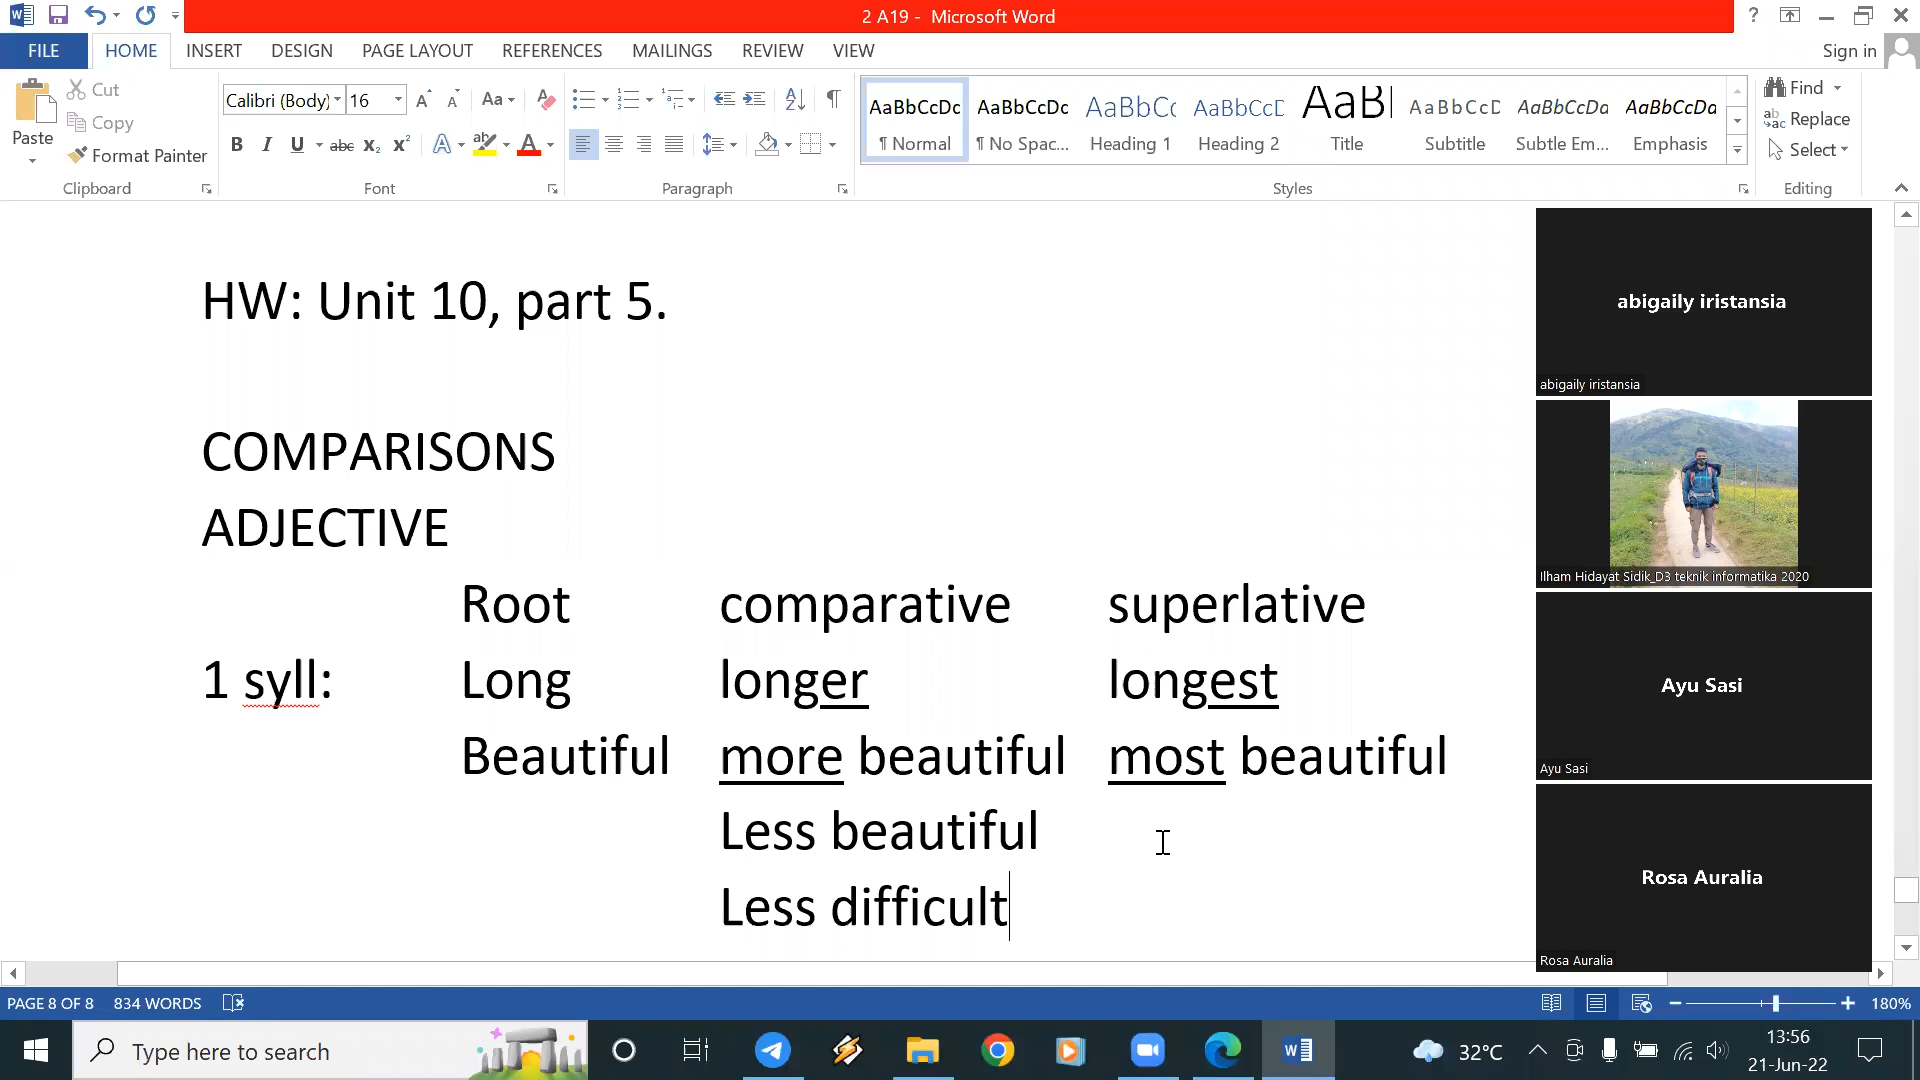 2 A19 - Microsoft Word
FILE HOME INSERT DESIGN PAGE LAYOUT REFERENCES MAILINGS REVIEW VIEW Sign in
Paste
Cut
Copy
Format Painter
Clipboard
Calibri (Body) 16
Font
Paragraph
AaBbCcDc AaBbCcDc AaBbCc AaBbCcD AaBl AaBbCcD AaBbCcDa AaBbCcDa
¶ Normal ¶ No Spac... Heading 1 Heading 2 Title Subtitle Subtle Em... Emphasis
Styles
Find
Replace
Select
Editing
HW: Unit 10, part 5.
COMPARISONS
ADJECTIVE
Root comparative superlative
1 syll: Long longer longest
Beautiful more beautiful most beautiful
Less beautiful
Less difficult
abigaily iristansia
abigaily iristansia
Ilham Hidayat Sidik_D3 teknik informatika 2020
Ayu Sasi
Ayu Sasi
Rosa Auralia
Rosa Auralia
PAGE 8 OF 8 834 WORDS 180%
Type here to search
32°C
13:56
21-Jun-22